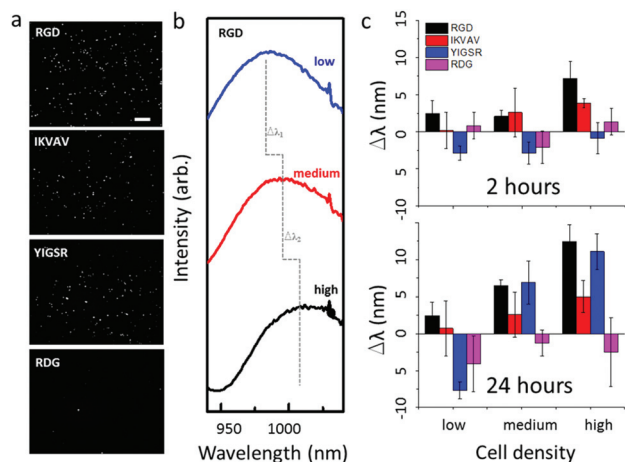 a
RGD
IKVAV
YIGSR
RDG
b
RGD
low
Δλ1
medium
Δλ2
high
Intensity (arb.)
950 1000
Wavelength (nm)
c
RGD
IKVAV
YIGSR
RDG
15
10
5
0
5
10
Δλ (nm)
2 hours
15
10
5
0
5
10
Δλ (nm)
24 hours
low medium high
Cell density